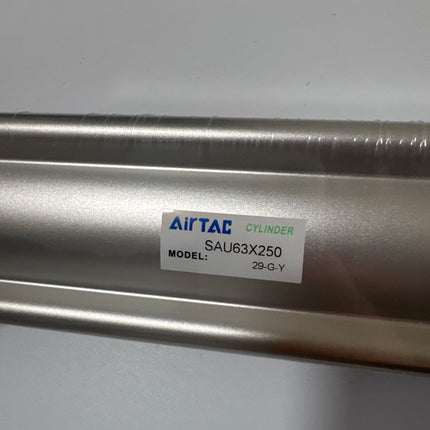 AirTAC CYLINDER
SAU63X250
MODEL:
29-G-Y